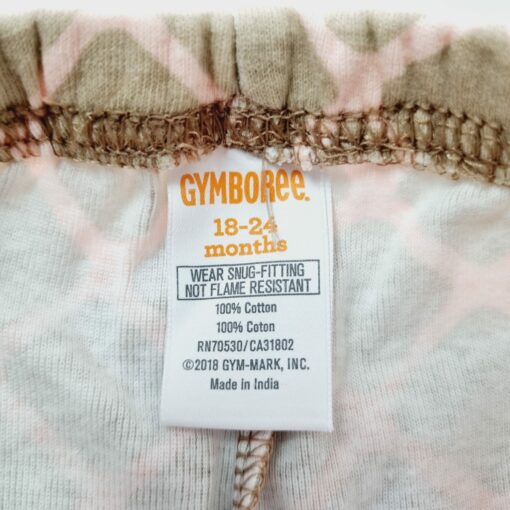 GYMBORee.
18-24
months
WEAR SNUG-FITTING
NOT FLAME RESISTANT
100% Cotton
100% Coton
RN70530/CA31802
©2018 GYM-MARK, INC.
Made in India